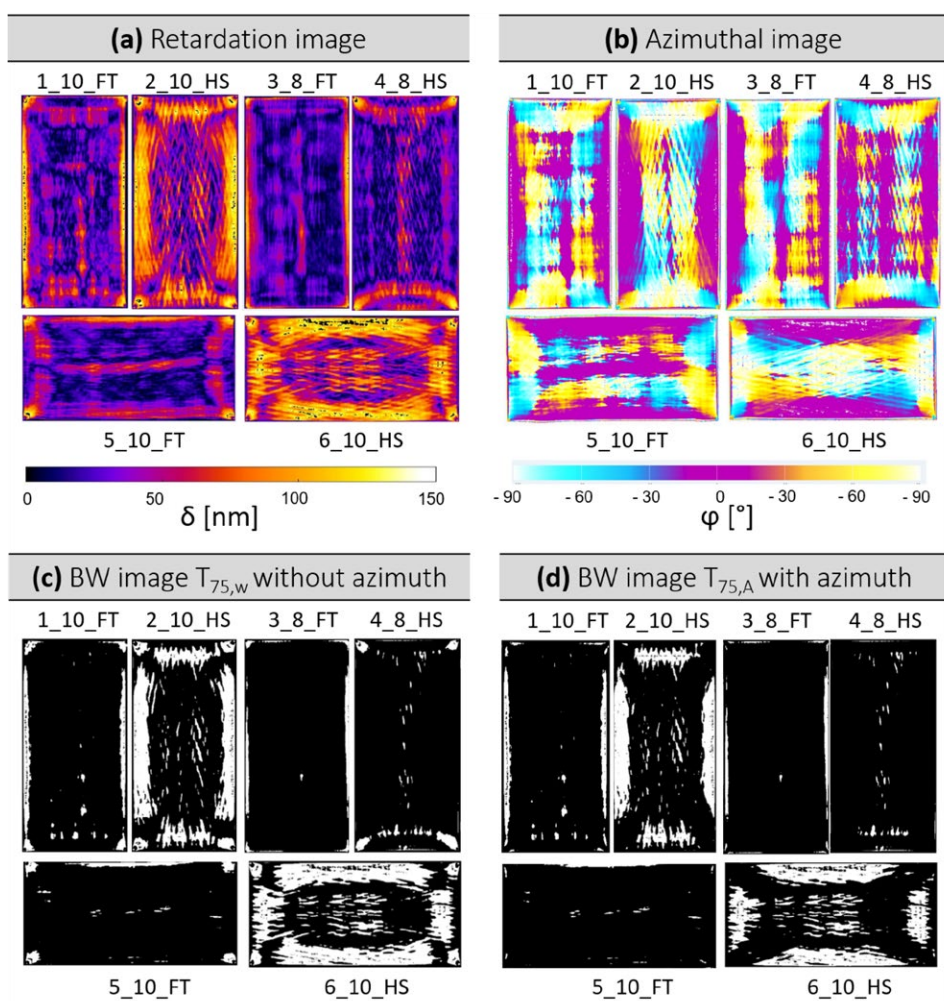 (a) Retardation image
1_10_FT 2_10_HS 3_8_FT 4_8_HS
5_10_FT 6_10_HS
0 50 100 150
δ [nm]
(b) Azimuthal image
1_10_FT 2_10_HS 3_8_FT 4_8_HS
5_10_FT 6_10_HS
- 90 - 60 - 30 0 - 30 - 60 - 90
φ [°]
(c) BW image T75,w without azimuth
1_10_FT 2_10_HS 3_8_FT 4_8_HS
5_10_FT 6_10_HS
(d) BW image T75,A with azimuth
1_10_FT 2_10_HS 3_8_FT 4_8_HS
5_10_FT 6_10_HS